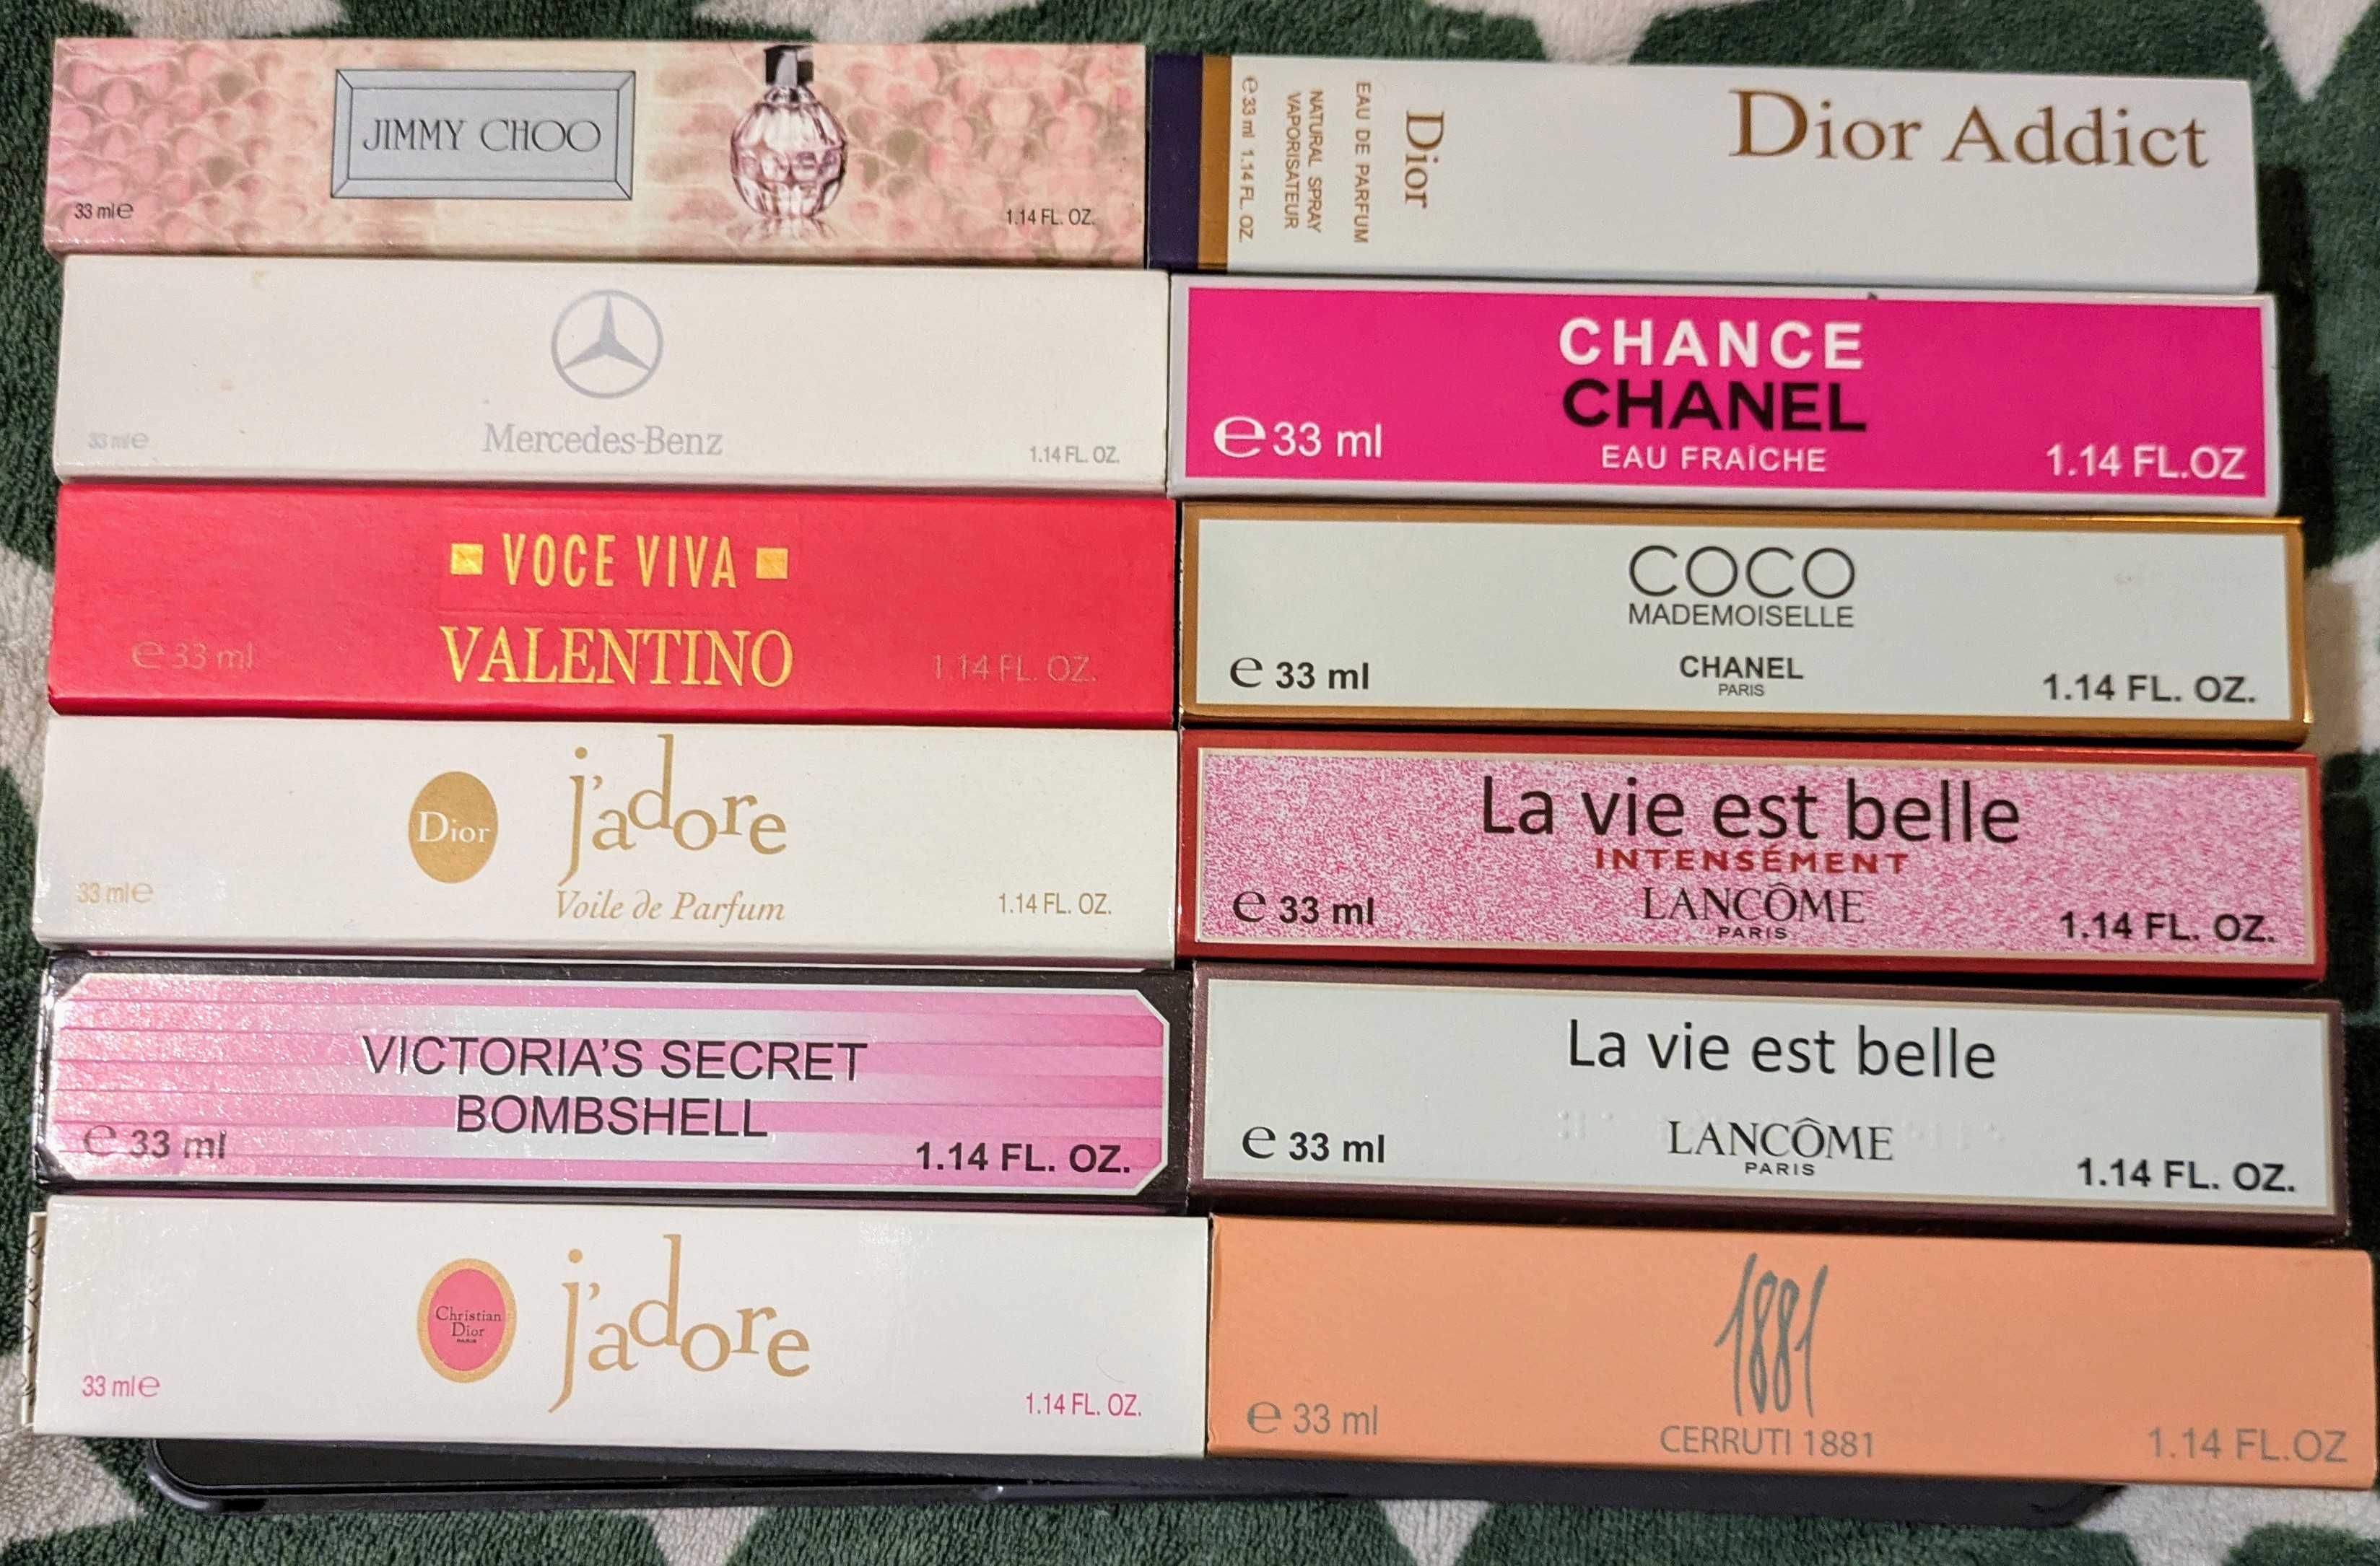 JIMMY CHOO
33 ml e
1.14 FL. OZ.
Dior Addict
Dior
EAU DE PARFUM
NATURAL SPRAY
VAPORISATEUR
e 33 ml 1.14 FL. OZ.
Mercedes-Benz
33 ml e
1.14 FL. OZ.
CHANCE
CHANEL
EAU FRAÎCHE
e 33 ml
1.14 FL.OZ
VOCE VIVA
VALENTINO
e 33 ml
1.14 FL. OZ.
COCO
MADEMOISELLE
CHANEL
PARIS
e 33 ml
1.14 FL. OZ.
Dior
j'adore
Voile de Parfum
33 ml e
1.14 FL. OZ.
La vie est belle
INTENSÉMENT
LANCÔME
PARIS
e 33 ml
1.14 FL. OZ.
VICTORIA'S SECRET
BOMBSHELL
e 33 ml
1.14 FL. OZ.
La vie est belle
LANCÔME
PARIS
e 33 ml
1.14 FL. OZ.
Christian
Dior
PARIS
j'adore
33 ml e
1.14 FL. OZ.
1881
CERRUTI 1881
e 33 ml
1.14 FL.OZ